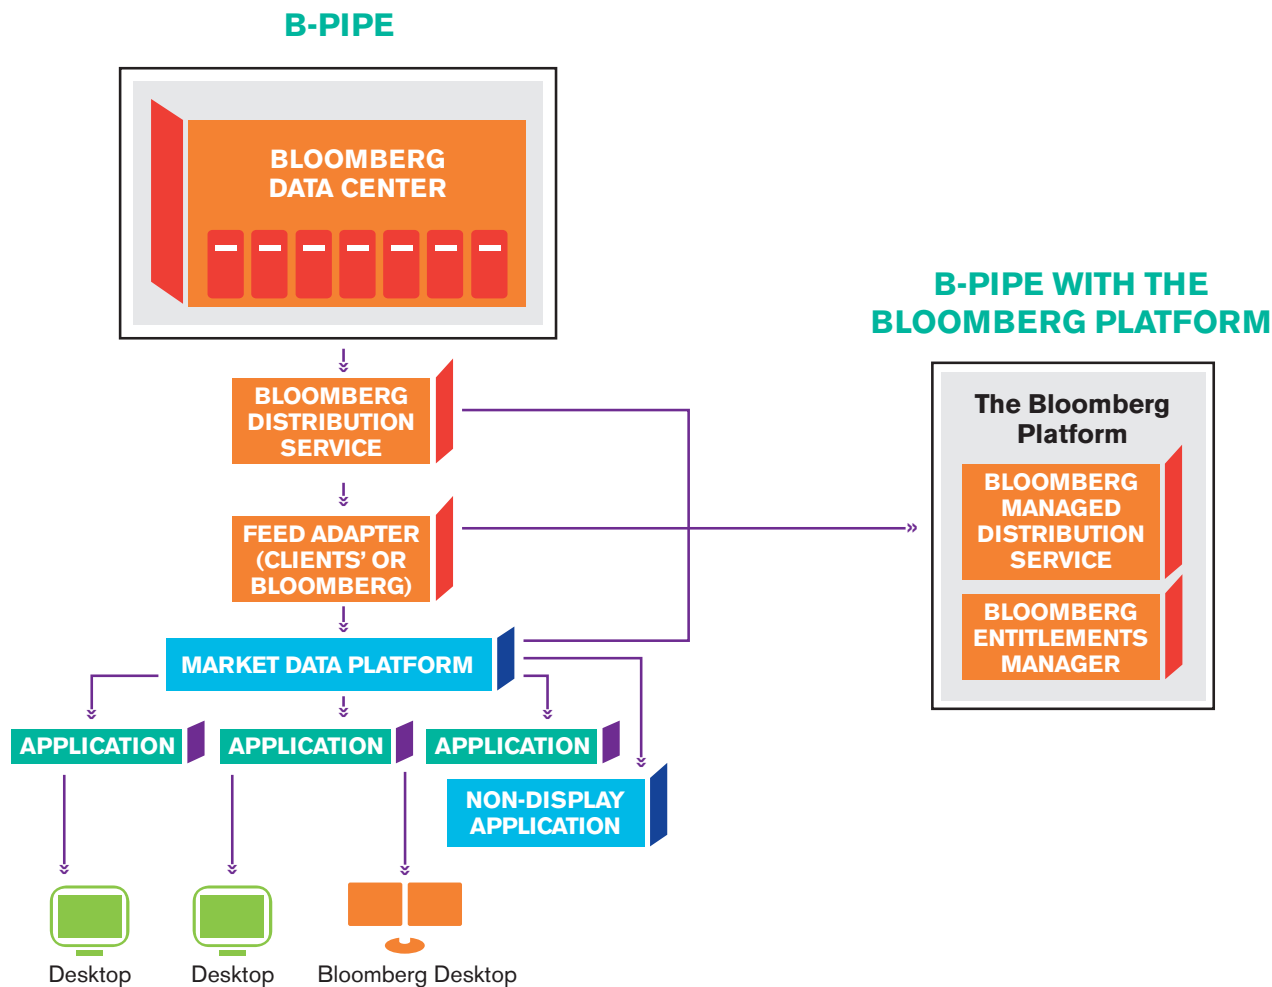 B-PIPE
BLOOMBERG
DATA CENTER
BLOOMBERG
DISTRIBUTION
SERVICE
FEED ADAPTER
(CLIENTS’ OR
BLOOMBERG)
MARKET DATA PLATFORM
APPLICATION
APPLICATION
APPLICATION
NON-DISPLAY
APPLICATION
Desktop
Desktop
Bloomberg Desktop
B-PIPE WITH THE
BLOOMBERG PLATFORM
The Bloomberg
Platform
BLOOMBERG
MANAGED
DISTRIBUTION
SERVICE
BLOOMBERG
ENTITLEMENTS
MANAGER